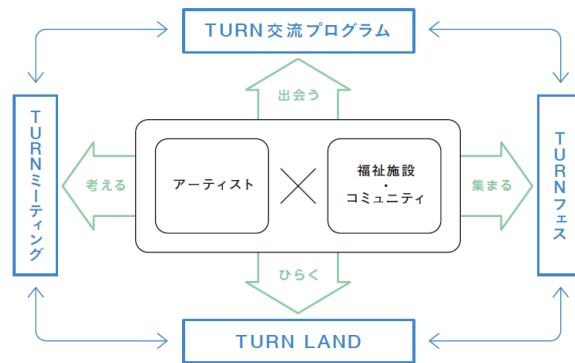 TURN交流プログラム
出会う
TURNミーティング
考える
アーティスト
福祉施設
・
コミュニティ
集まる
TURNフェス
ひらく
TURN LAND